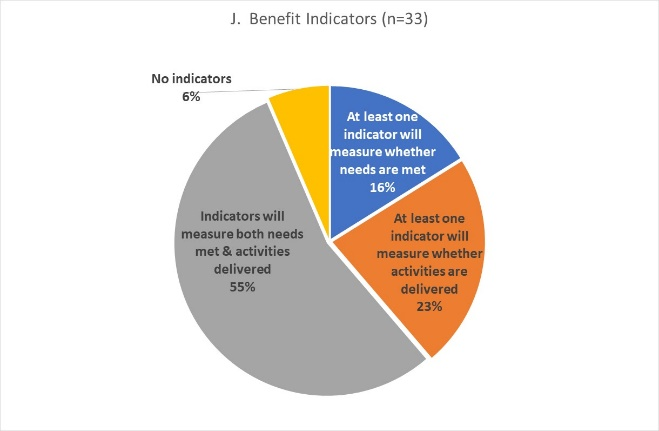 J.  Benefit Indicators (n=33)
No indicators
6%
At least one
indicator will
measure whether
needs are met
16%
At least one
indicator will
measure whether
activities are
delivered
23%
Indicators will
measure both needs
met & activities
delivered
55%